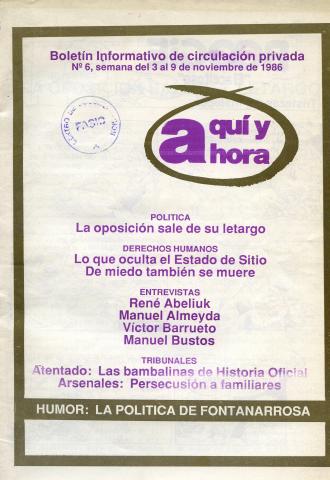 Boletín Informativo de circulación privada
Nº 6, semana del 3 al 9 de noviembre de 1986
aquí y
ahora
CENTRO DE
FASIC
POLITICA
La oposición sale de su letargo
DERECHOS HUMANOS
Lo que oculta el Estado de Sitio
De miedo también se muere
ENTREVISTAS
René Abeliuk
Manuel Almeyda
Víctor Barrueto
Manuel Bustos
TRIBUNALES
Atentado: Las bambalinas de Historia Oficial
Arsenales: Persecusión a familiares
HUMOR: LA POLITICA DE FONTANARROSA